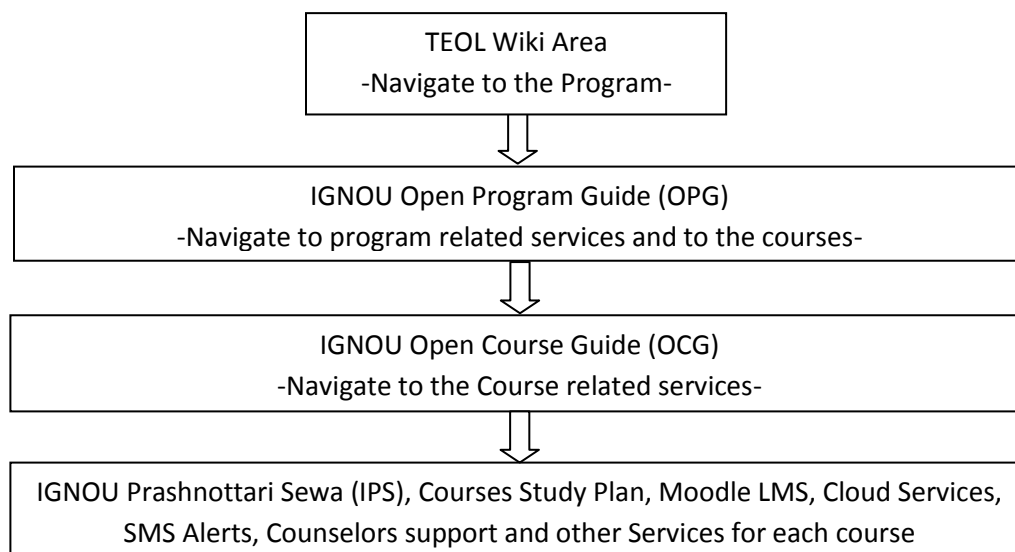 TEOL Wiki Area
-Navigate to the Program-
IGNOU Open Program Guide (OPG)
-Navigate to program related services and to the courses-
IGNOU Open Course Guide (OCG)
-Navigate to the Course related services-
IGNOU Prashnottari Sewa (IPS), Courses Study Plan, Moodle LMS, Cloud Services,
SMS Alerts, Counselors support and other Services for each course